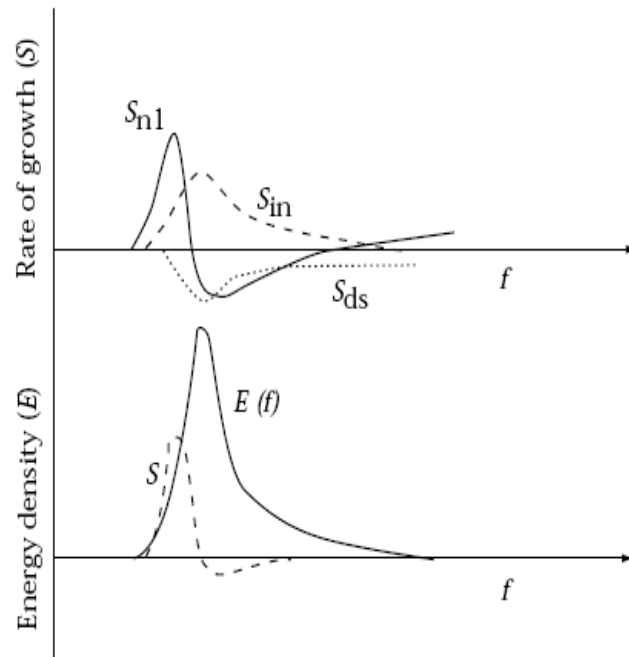 Rate of growth (S)
Sn1
Sin
Sds
f
Energy density (E)
E (f)
S
f